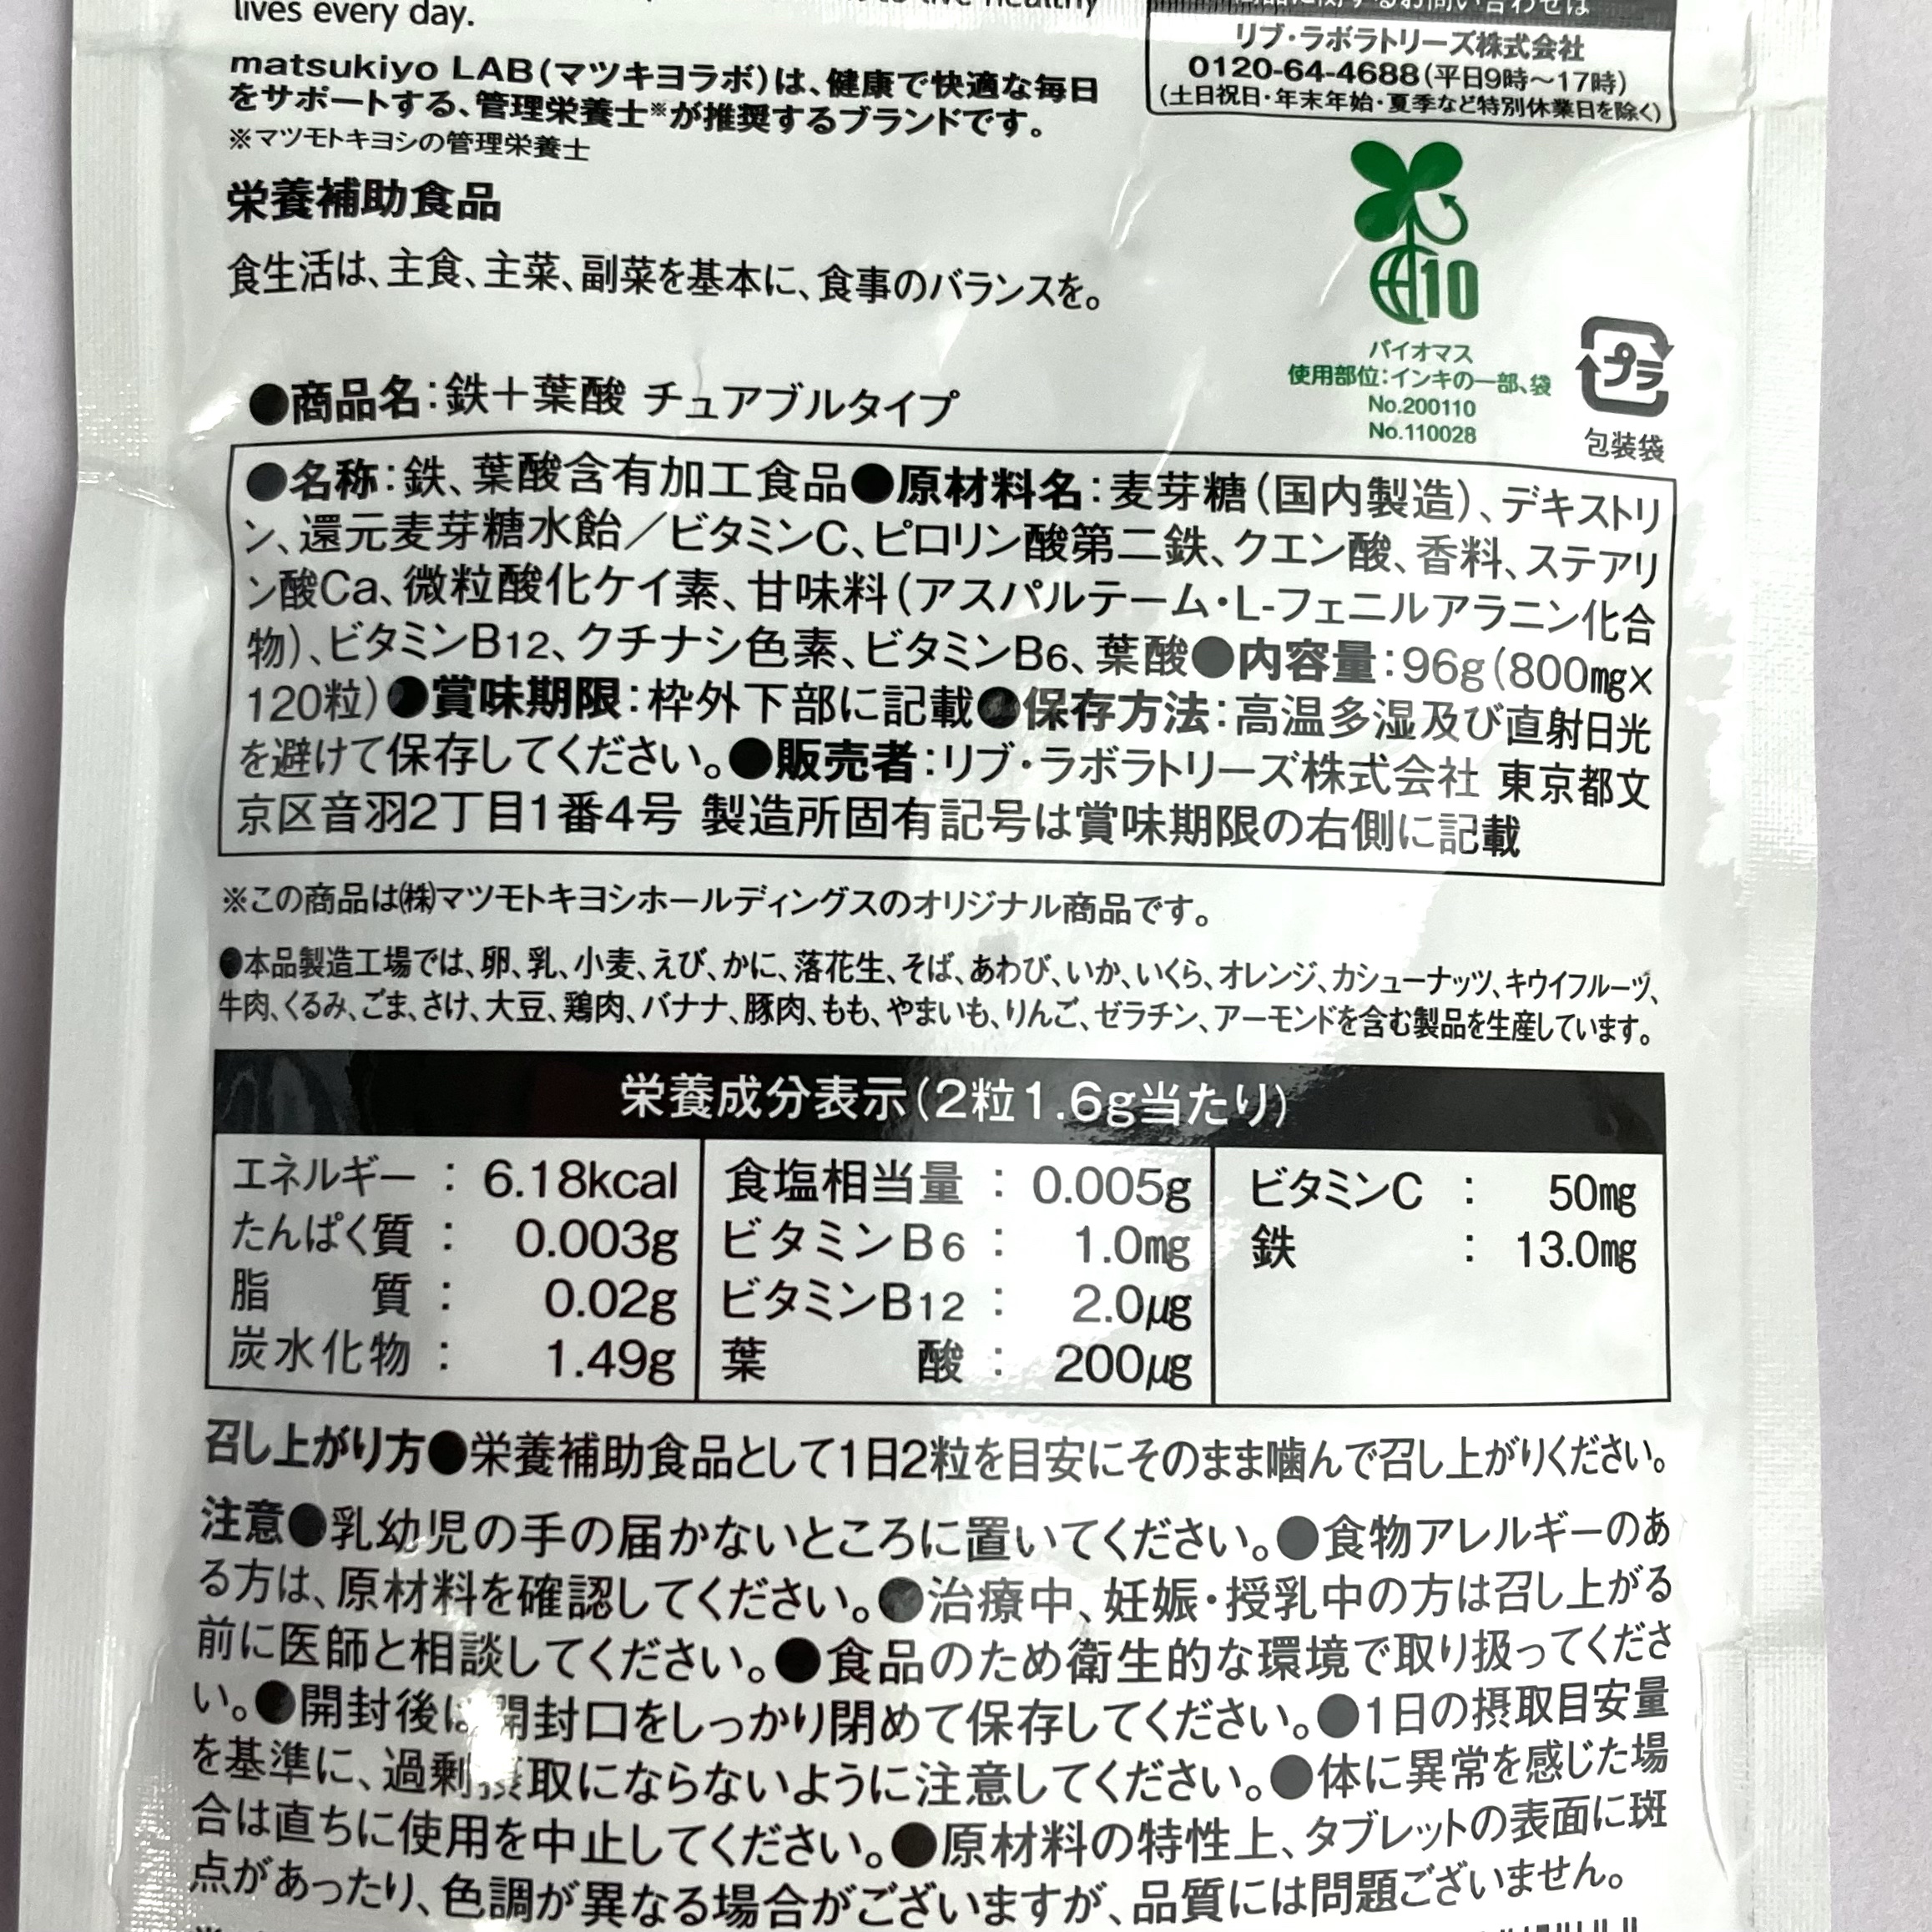 lives every day.
matsukiyo LAB(マツキヨラボ)は、健康で快適な毎日
をサポートする、管理栄養士※が推奨するブランドです。
※マツモトキヨシの管理栄養士
栄養補助食品
食生活は、主食、主菜、副菜を基本に、食事のバランスを。
リブ・ラボラトリーズ株式会社
0120-64-4688(平日9時〜17時)
(土日祝日・年末年始・夏季など特別休業日を除く)
10
バイオマス
使用部位:インキの一部、袋
No.200110
No.110028
プラ
包装袋
●商品名:鉄+葉酸 チュアブルタイプ
●名称:鉄、葉酸含有加工食品●原材料名:麦芽糖(国内製造)、デキストリ
ン、還元麦芽糖水飴/ビタミンC、ピロリン酸第二鉄、クエン酸、香料、ステアリ
ン酸Ca、微粒酸化ケイ素、甘味料(アスパルテーム・L-フェニルアラニン化合
物)、ビタミンB12、クチナシ色素、ビタミンB6、葉酸●内容量:96g(800mg×
120粒)●賞味期限:枠外下部に記載●保存方法:高温多湿及び直射日光
を避けて保存してください。●販売者:リブ・ラボラトリーズ株式会社 東京都文
京区音羽2丁目1番4号 製造所固有記号は賞味期限の右側に記載
※この商品は㈱マツモトキヨシホールディングスのオリジナル商品です。
●本品製造工場では、卵、乳、小麦、えび、かに、落花生、そば、あわび、いか、いくら、オレンジ、カシューナッツ、キウイフルーツ、
牛肉、くるみ、ごま、さけ、大豆、鶏肉、バナナ、豚肉、もも、やまいも、りんご、ゼラチン、アーモンドを含む製品を生産しています。
栄養成分表示(2粒1.6g当たり)
エネルギー : 6.18kcal
たんぱく質 : 0.003g
脂質 : 0.02g
炭水化物 : 1.49g
食塩相当量 : 0.005g
ビタミンB6 : 1.0mg
ビタミンB12 : 2.0μg
葉酸 : 200μg
ビタミンC : 50mg
鉄 : 13.0mg
召し上がり方●栄養補助食品として1日2粒を目安にそのまま噛んで召し上がりください。
注意●乳幼児の手の届かないところに置いてください。●食物アレルギーのあ
る方は、原材料を確認してください。●治療中、妊娠・授乳中の方は召し上がる
前に医師と相談してください。●食品のため衛生的な環境で取り扱ってくださ
い。●開封後は開封口をしっかり閉めて保存してください。●1日の摂取目安量
を基準に、過剰摂取にならないように注意してください。●体に異常を感じた場
合は直ちに使用を中止してください。●原材料の特性上、タブレットの表面に斑
点があったり、色調が異なる場合がございますが、品質には問題ございません。